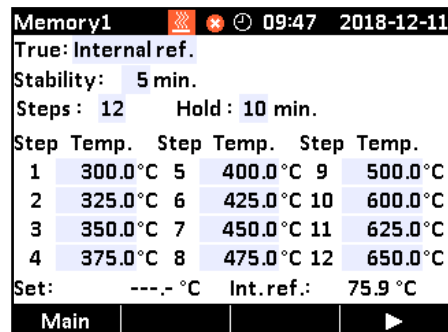 Memory1 09:47 2018-12-11
True: Internal ref.
Stability: 5 min.
Steps: 12 Hold: 10 min.
Step Temp. Step Temp. Step Temp.
1 300.0°C 5 400.0°C 9 500.0°C
2 325.0°C 6 425.0°C 10 600.0°C
3 350.0°C 7 450.0°C 11 625.0°C
4 375.0°C 8 475.0°C 12 650.0°C
Set: ---.- °C Int.ref.: 75.9 °C
Main